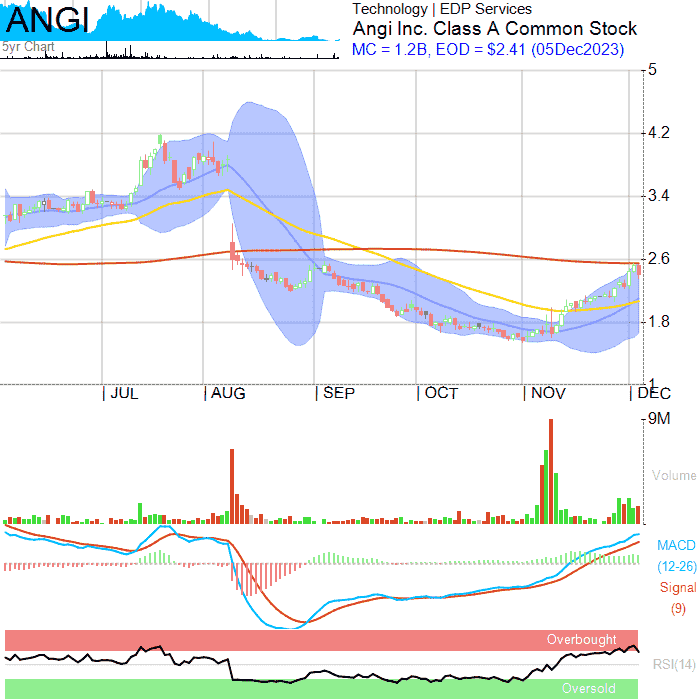 ANGI
5yr Chart
Technology | EDP Services
Angi Inc. Class A Common Stock
MC = 1.2B, EOD = $2.41 (05Dec2023)
5
4.2
3.4
2.6
1.8
1
| JUL | AUG | SEP | OCT | NOV | DEC
9M
Volume
MACD
(12-26)
Signal
(9)
Overbought
RSI(14)
Oversold